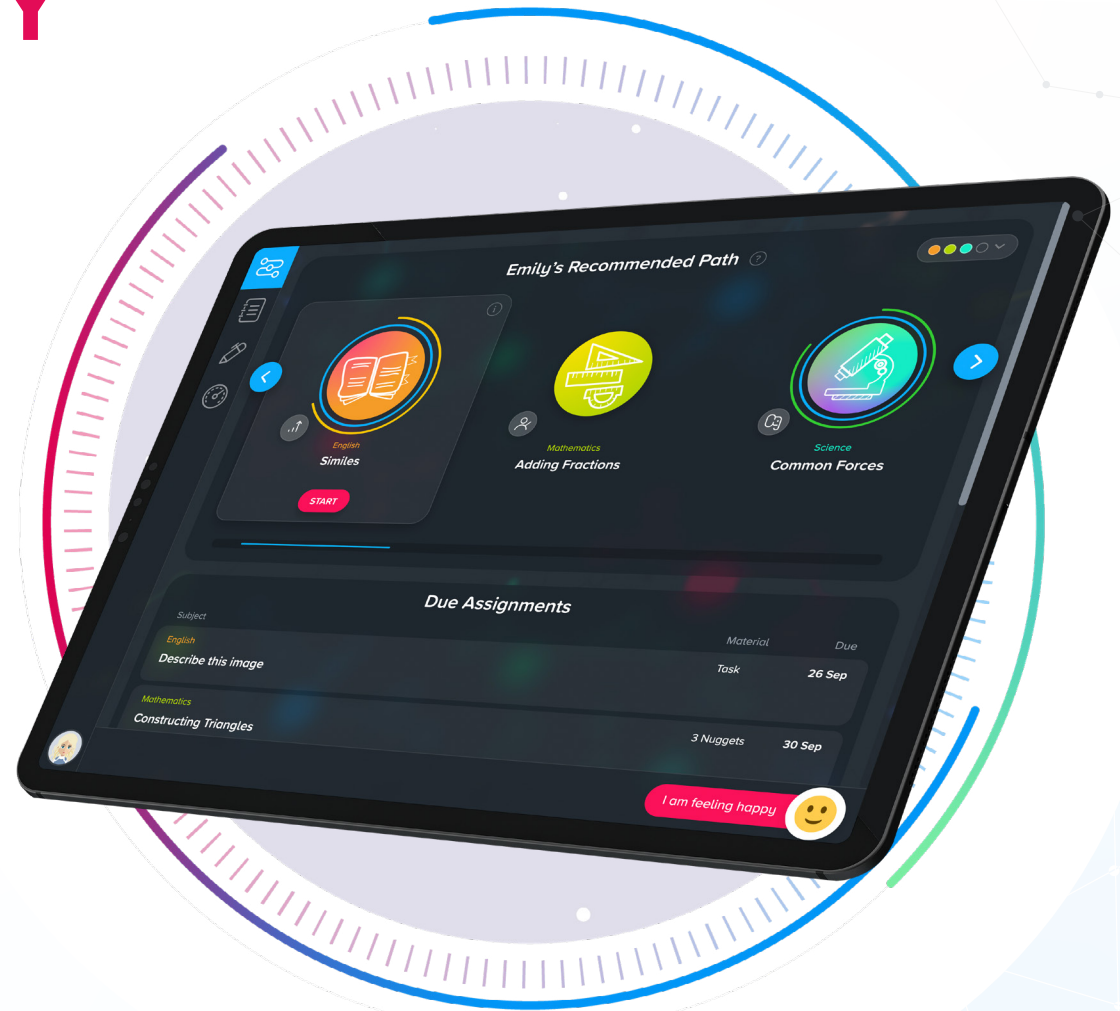 Y
Emily's Recommended Path ?
i
English
Similes
START
Mathematics
Adding Fractions
Science
Common Forces
Due Assignments
Subject Material Due
English
Describe this image Task 26 Sep
Mathematics
Constructing Triangles 3 Nuggets 30 Sep
I am feeling happy